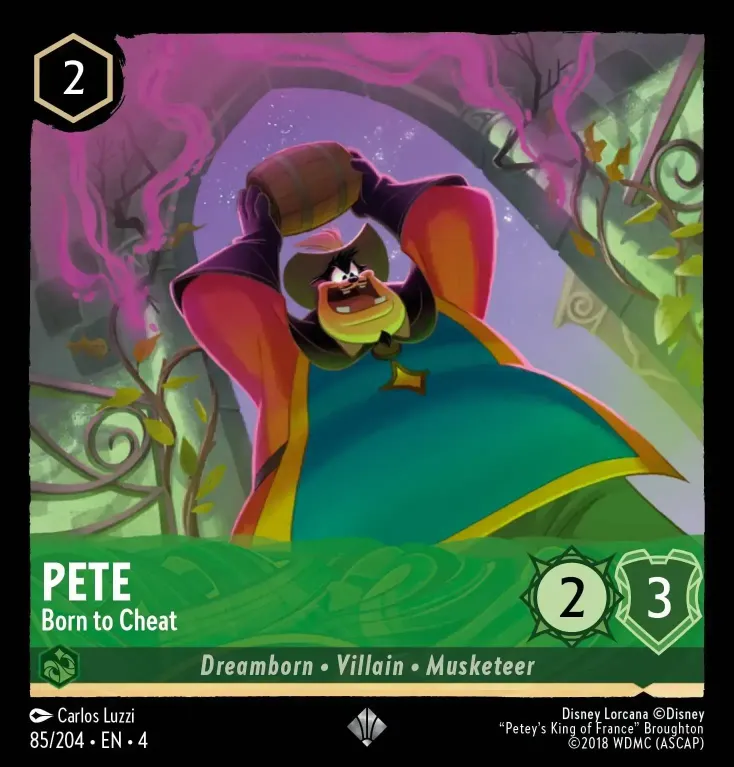 2
PETE
Born to Cheat
2
3
Dreamborn • Villain • Musketeer
Carlos Luzzi
85/204 • EN • 4
Disney Lorcana ©Disney
“Petey's King of France” Broughton
©2018 WDMC (ASCAP)